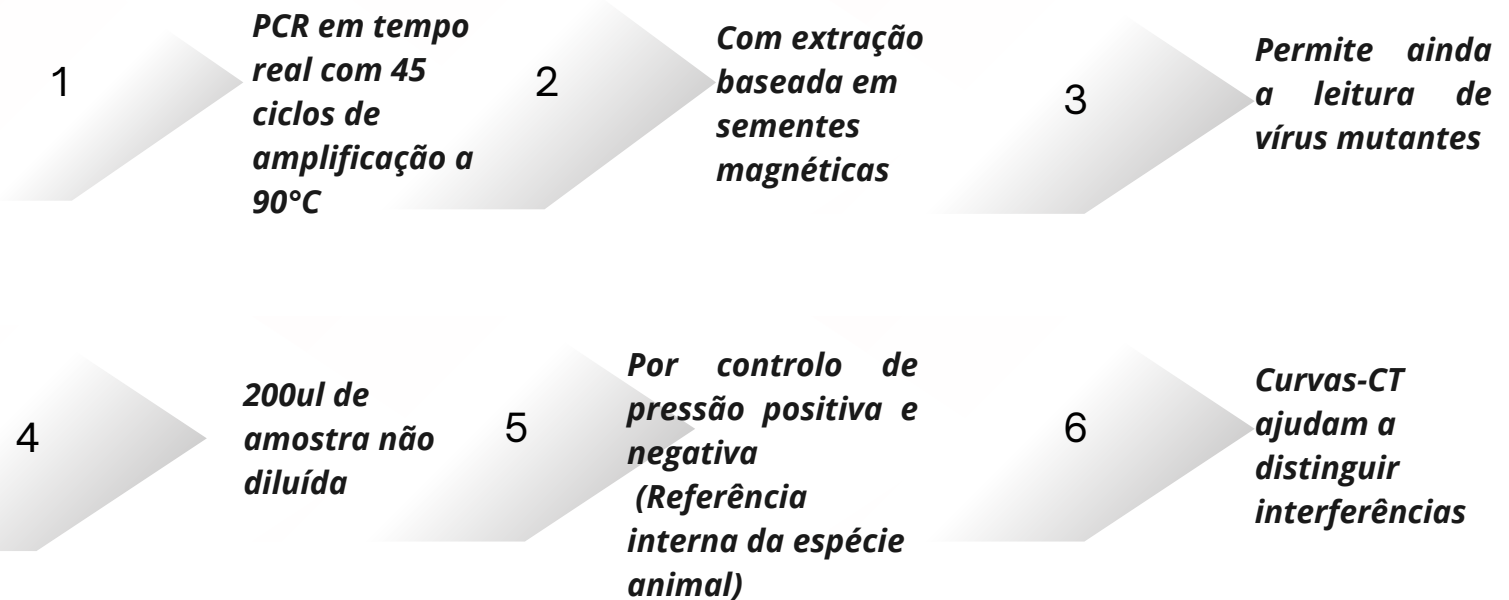 1
PCR em tempo
real com 45
ciclos de
amplificação a
90°C
2
Com extração
baseada em
sementes
magnéticas
3
Permite ainda
a leitura de
vírus mutantes
4
200ul de
amostra não
diluída
5
Por controlo de
pressão positiva e
negativa
(Referência
interna da espécie
animal)
6
Curvas-CT
ajudam a
distinguir
interferências